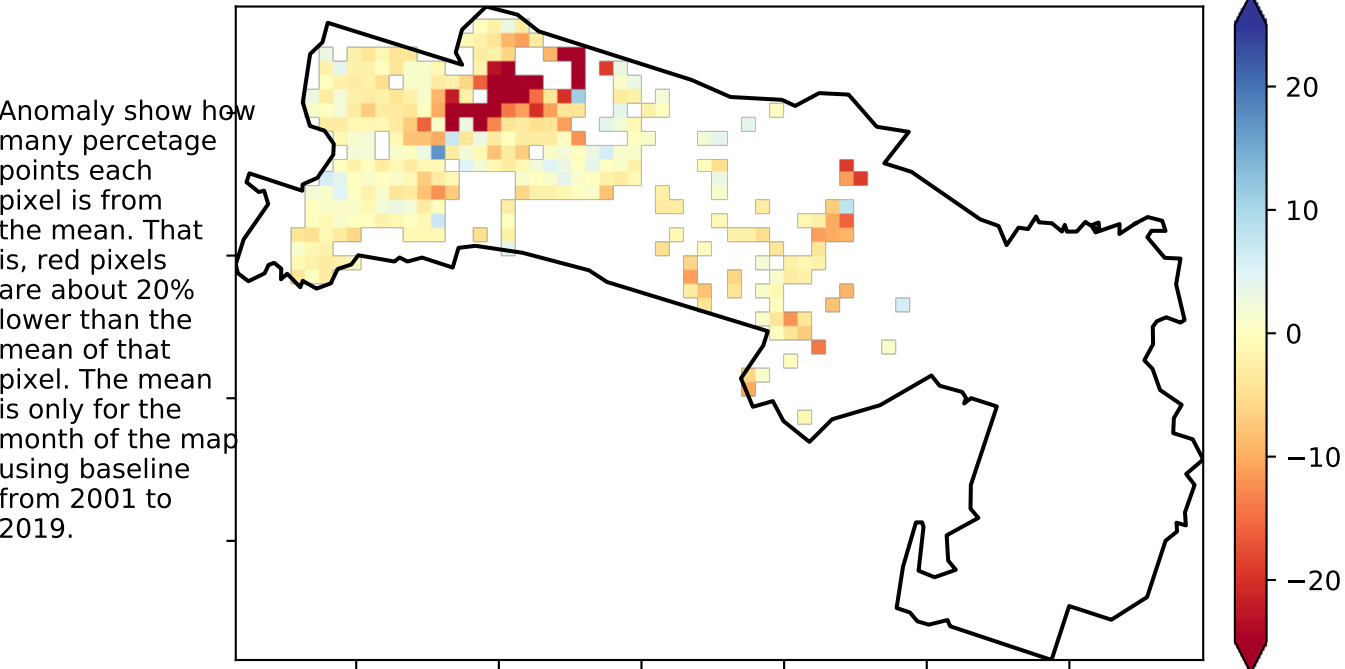 Anomaly show how
many percetage
points each
pixel is from
the mean. That
is, red pixels
are about 20%
lower than the
mean of that
pixel. The mean
is only for the
month of the map
using baseline
from 2001 to
2019.
20
10
0
−10
−20